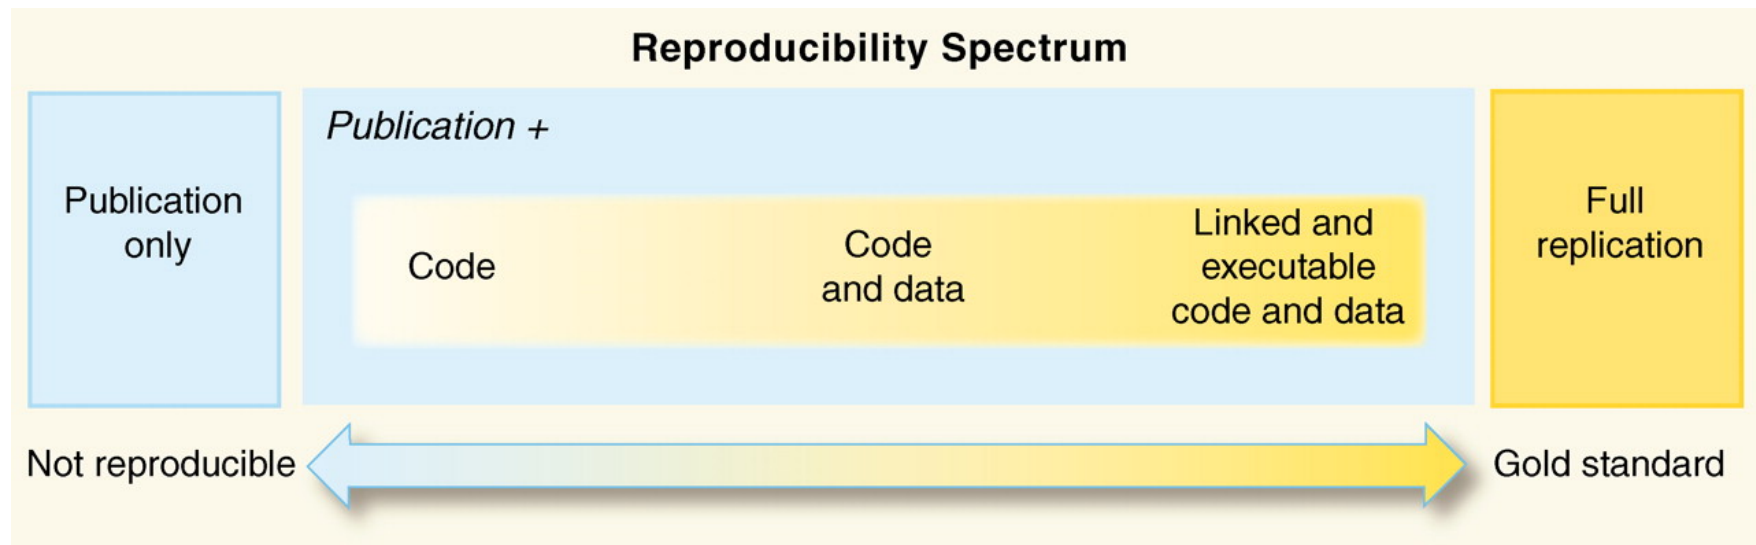 Reproducibility Spectrum
Publication
only
Publication +
Code
Code
and data
Linked and
executable
code and data
Full
replication
Not reproducible
Gold standard